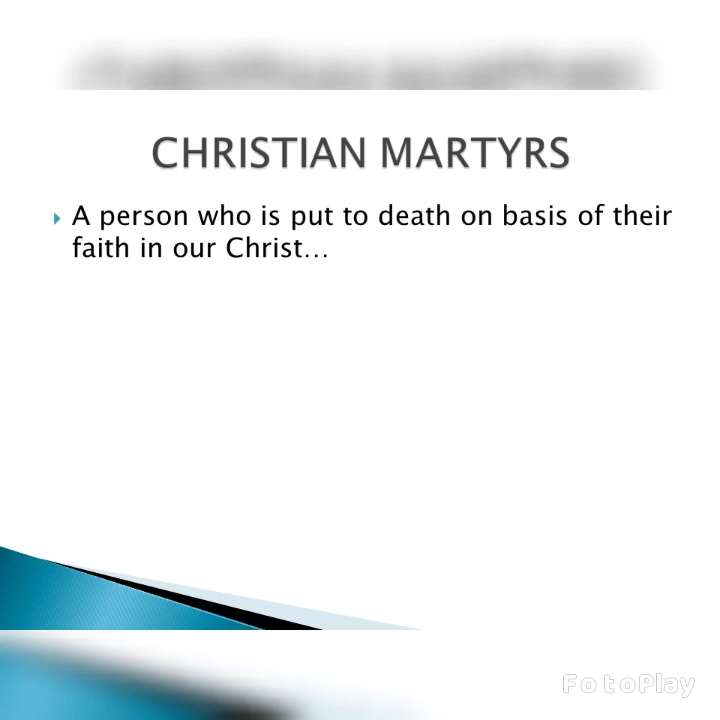 CHRISTIAN MARTYRS
A person who is put to death on basis of their
faith in our Christ…
FotoPlay